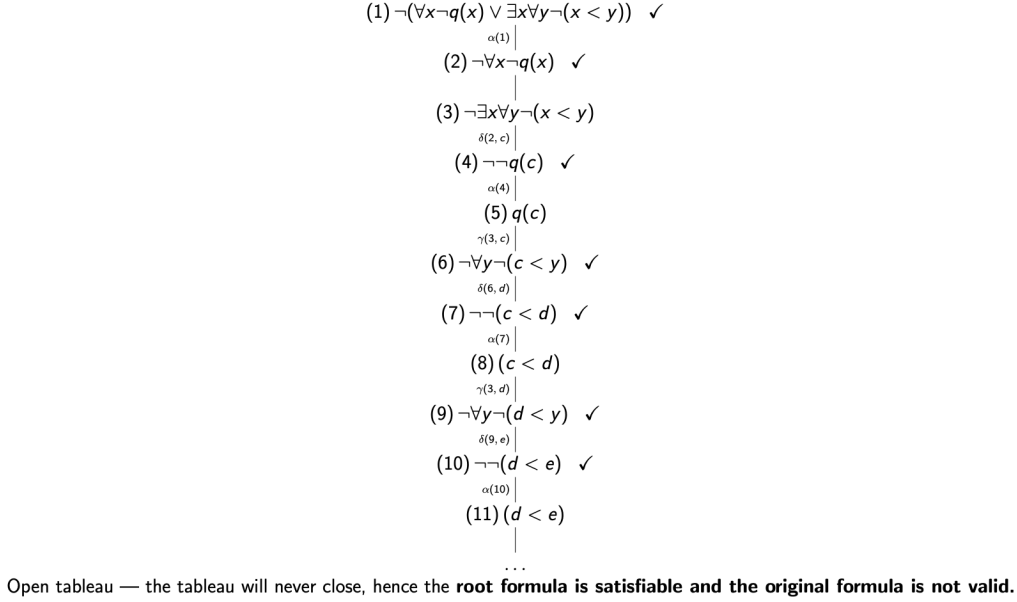 (1) ¬(∀x¬q(x) ∨ ∃x∀y¬(x < y)) ✓
α(1)
(2) ¬∀x¬q(x) ✓
(3) ¬∃x∀y¬(x < y)
δ(2, c)
(4) ¬¬q(c) ✓
α(4)
(5) q(c)
γ(3, c)
(6) ¬∀y¬(c < y) ✓
δ(6, d)
(7) ¬¬(c < d) ✓
α(7)
(8) (c < d)
γ(3, d)
(9) ¬∀y¬(d < y) ✓
δ(9, e)
(10) ¬¬(d < e) ✓
α(10)
(11) (d < e)
...
Open tableau — the tableau will never close, hence the root formula is satisfiable and the original formula is not valid.